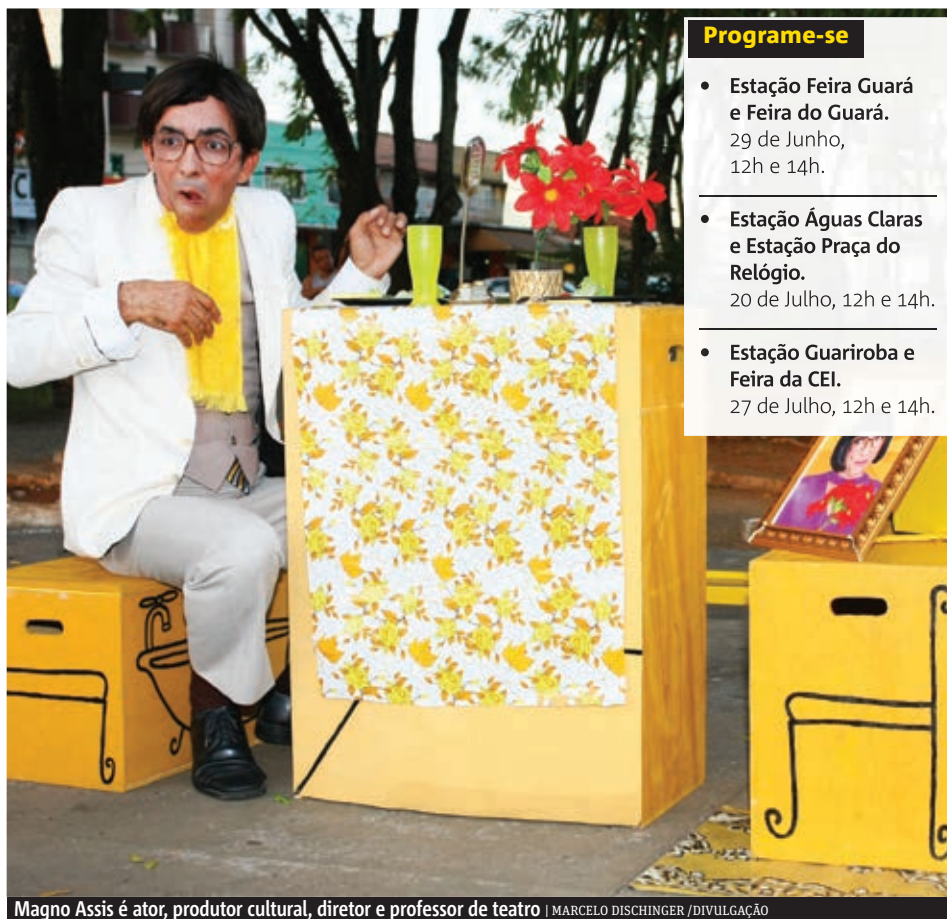 Programe-se
• Estação Feira Guará
e Feira do Guará.
29 de Junho,
12h e 14h.
• Estação Águas Claras
e Estação Praça do
Relógio.
20 de Julho, 12h e 14h.
• Estação Guariroba e
Feira da CEI.
27 de Julho, 12h e 14h.
C
Magno Assis é ator, produtor cultural, diretor e professor de teatro | MARCELO DISCHINGER /DIVULGAÇÃO